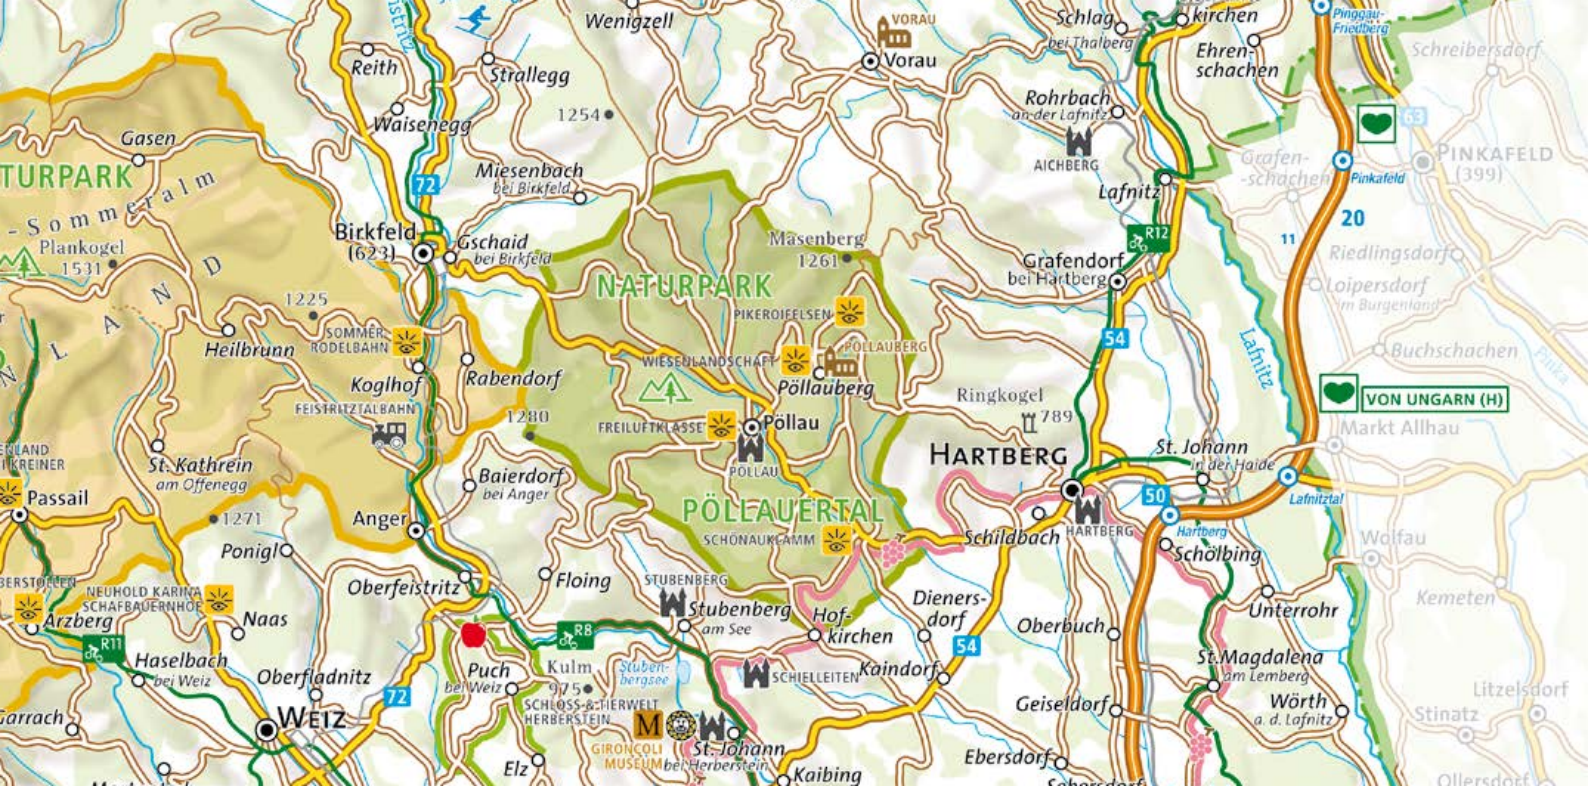 Wenigzell
VORAU
Vorau
Schlag
bei Thalberg
kirchen
Pinggau-
Friedberg
Ehren-
schachen
Schreibersdorf
Reith
Strallegg
Waisenegg
1254
Rohrbach
an der Lafnitz
AICHBERG
63
PINKAFELD
(399)
Grafen-
-schachen
Pinkafeld
Gasen
TURPARK
-Sommeralm
Plankogel
1531
72
Miesenbach
bei Birkfeld
Lafnitz
Birkfeld
(623)
Gschaid
bei Birkfeld
Masenberg
1261
R12
20
11
Riedlingsdorf
Loipersdorf
im Burgenland
Grafendorf
bei Hartberg
NATURPARK
PIKEROIFELSEN
1225
SOMMER
RODELBAHN
Heilbrunn
Koglhof
Rabendorf
FEISTRITZTALBAHN
WIESENLANDSCHAFT
PÖLLAUBERG
Pöllauberg
54
Lafnitz
Buchschachen
Pinka
1280
FREILUFTKLASSE
Pöllau
PÖLLAU
Ringkogel
789
VON UNGARN (H)
Markt Allhau
HARTBERG
St. Johann
in der Haide
St. Kathrein
am Offenegg
ENLAND
KREINER
Passail
Baierdorf
bei Anger
1271
Anger
PÖLLAUERTAL
SCHÖNAUKLAMM
50
Hartberg
Lafnitztal
HARTBERG
Schildbach
Schölbing
Wolfau
Ponigl
Oberfeistritz
Floing
STUBENBERG
Stubenberg
am See
Hof-
kirchen
Dieners-
dorf
Oberbuch
Unterrohr
Kemeten
BERSTOLLEN
NEUHOLD KARINA
SCHAFBAUERNHOF
Arzberg
Naas
R11
R8
54
Haselbach
bei Weiz
Oberfladnitz
Puch
bei Weiz
Kulm
975
Stuben-
bergsee
SCHIELLEITEN
Kaindorf
St.Magdalena
am Lemberg
Geiseldorf
Wörth
a. d. Lafnitz
Litzelsdorf
Stinatz
72
SCHLOSS & TIERWELT
HERBERSTEIN
WEIZ
M
GIRONCOLI
MUSEUM
St. Johann
bei Herberstein
Elz
Kaibing
Ebersdorf
Ollersdorf